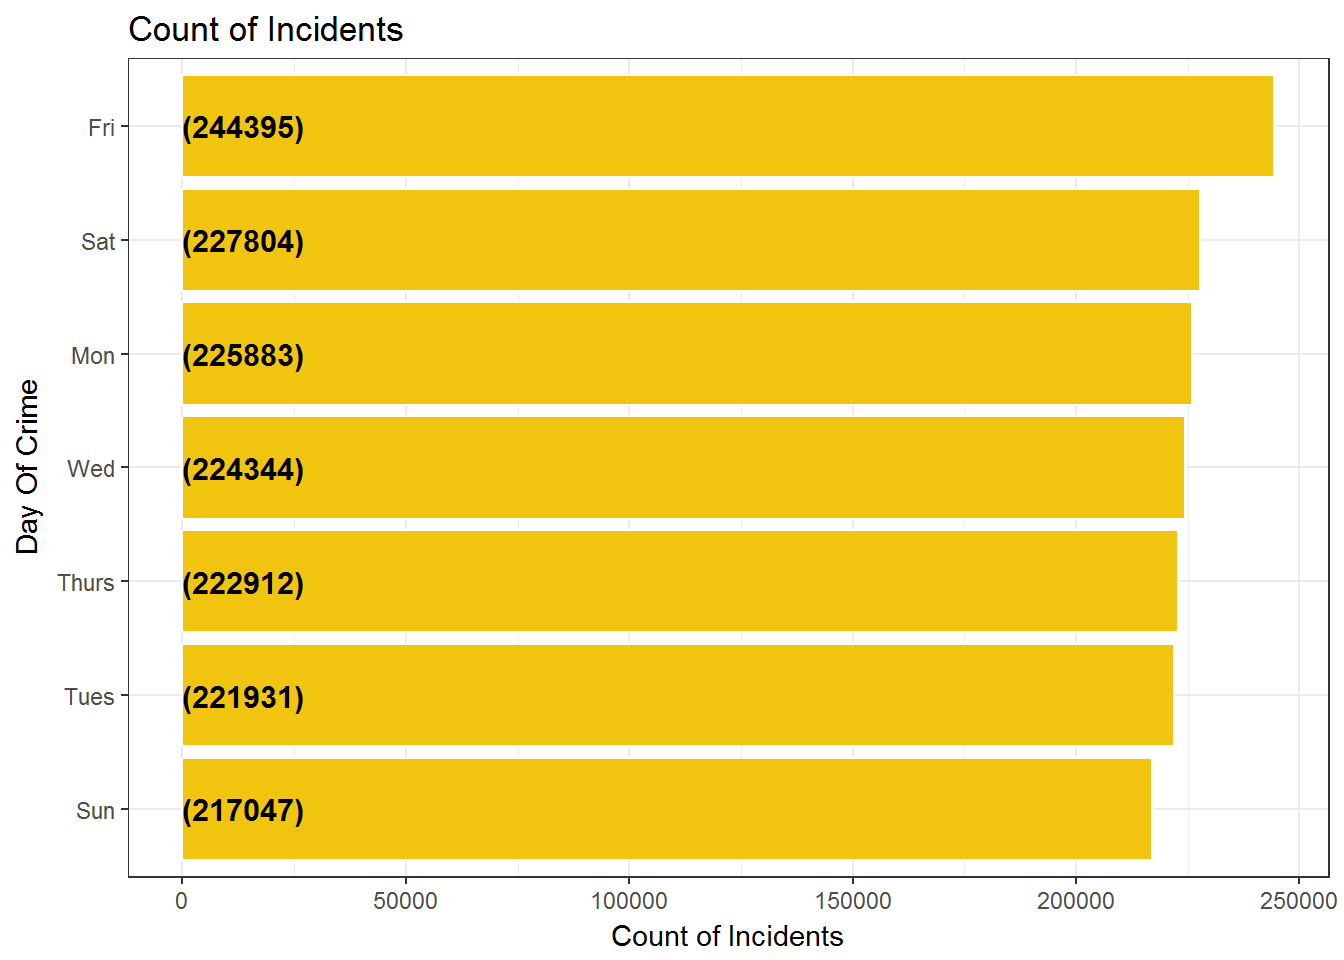 Count of Incidents
Fri
(244395)
Sat
(227804)
Mon
(225883)
Wed
(224344)
Thurs
(222912)
Tues
(221931)
Sun
(217047)
Day Of Crime
0 50000 100000 150000 200000 250000
Count of Incidents